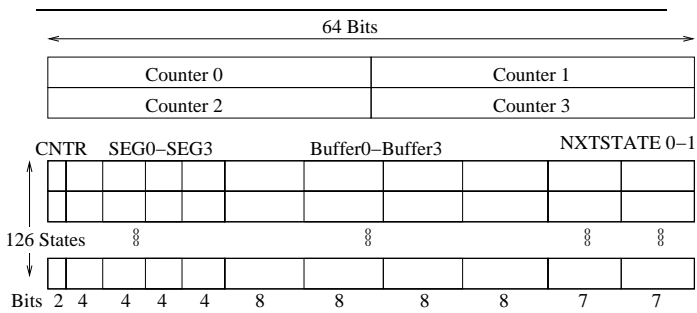 64 Bits
Counter 0 Counter 1
Counter 2 Counter 3
CNTR SEG0−SEG3 Buffer0−Buffer3 NXTSTATE 0−1
126 States
Bits 2 4 4 4 4 8 8 8 8 7 7